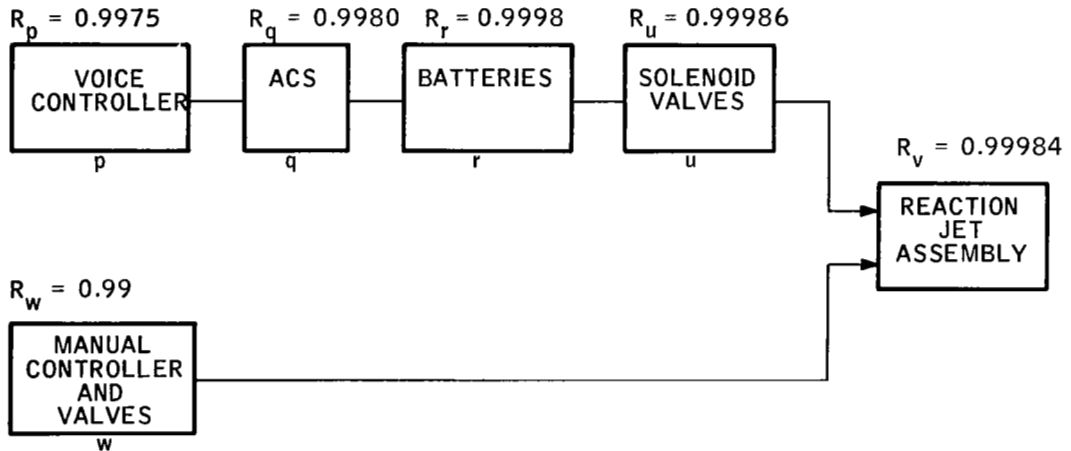 R_p = 0.9975
R_q = 0.9980
R_r = 0.9998
R_u = 0.99986
VOICE
CONTROLLER
p
ACS
q
BATTERIES
r
SOLENOID
VALVES
u
R_v = 0.99984
REACTION
JET
ASSEMBLY
R_w = 0.99
MANUAL
CONTROLLER
AND
VALVES
w